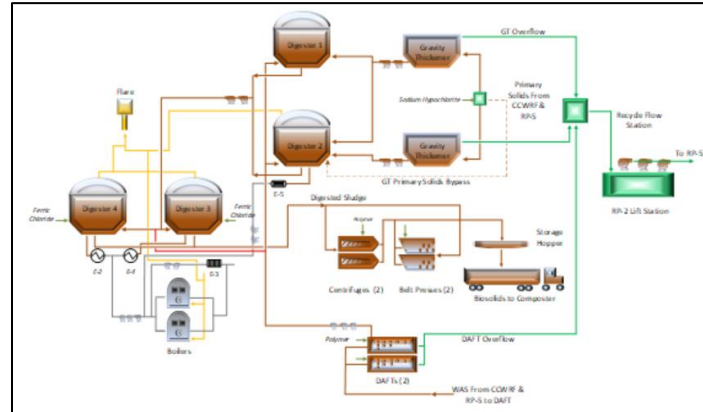 Digester 1
Gravity
Thickener
GT Overflow
Flare
Sodium Hypochlorite
Primary
Solids From
CCWRF &
RP-5
Recycle Flow
Station
Digester 2
Gravity
Thickener
To RP-5
GT Primary Solids Bypass
RP-2 Lift Station
E-5
Digester 4
Digester 3
Ferric
Chloride
Ferric
Chloride
Digested Sludge
Polymer
Storage
Hopper
E-3
Centrifuges (2)
Belt Presses (2)
Biosolids to Composter
Boilers
Polymer
DAFT Overflow
DAFTs (2)
WAS From CCWRF &
RP-5 to DAFT